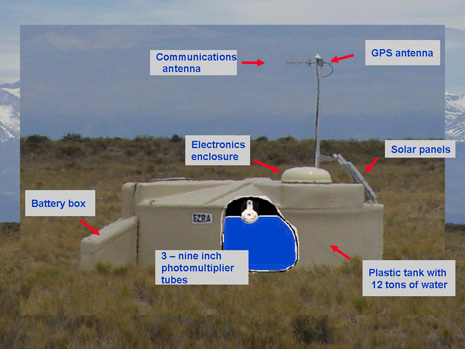 Communications
antenna
GPS antenna
Electronics
enclosure
Solar panels
Battery box
EZRA
3 – nine inch
photomultiplier
tubes
Plastic tank with
12 tons of water